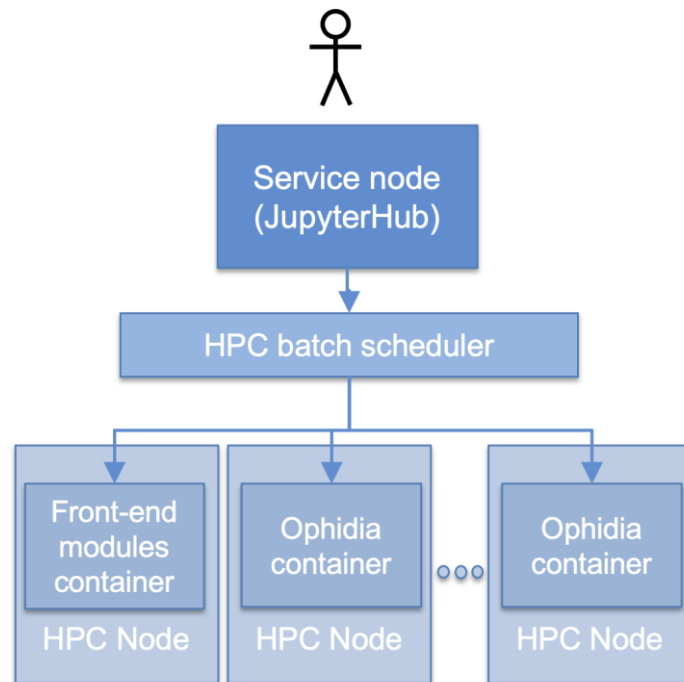 Service node
(JupyterHub)
HPC batch scheduler
Front-end
modules
container
HPC Node
Ophidia
container
HPC Node
Ophidia
container
HPC Node